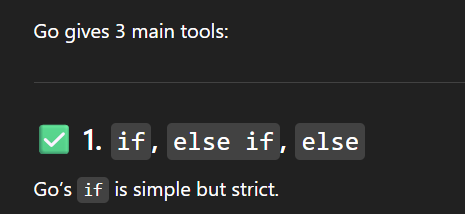 Go gives 3 main tools:
✅ 1. if, else if, else
Go’s if is simple but strict.